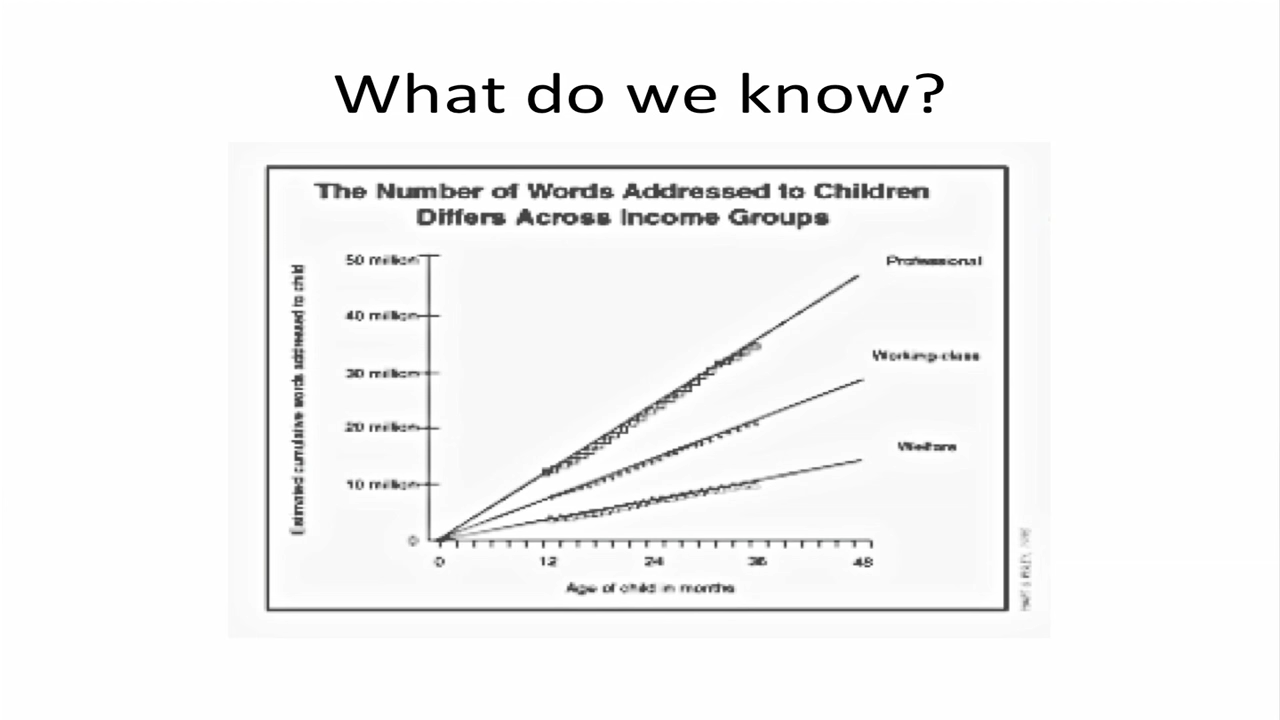 What do we know?
The Number of Words Addressed to Children
Differs Across Income Groups
Estimated cumulative words addressed to child
50 million
40 million
30 million
20 million
10 million
0
Professional
Working-class
Welfare
0 12 24 36 48
Age of child in months